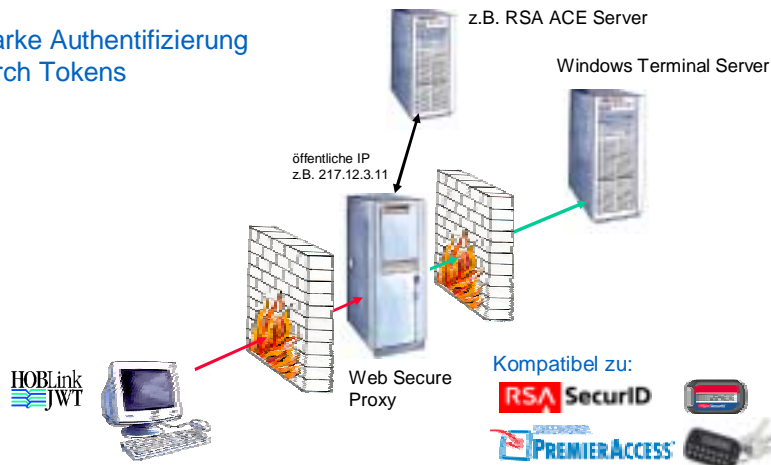 arke Authentifizierung
rch Tokens
z.B. RSA ACE Server
Windows Terminal Server
öffentliche IP
z.B. 217.12.3.11
HOBLink
JWT
Web Secure
Proxy
Kompatibel zu:
RSA SecurID
PREMIERACCESS